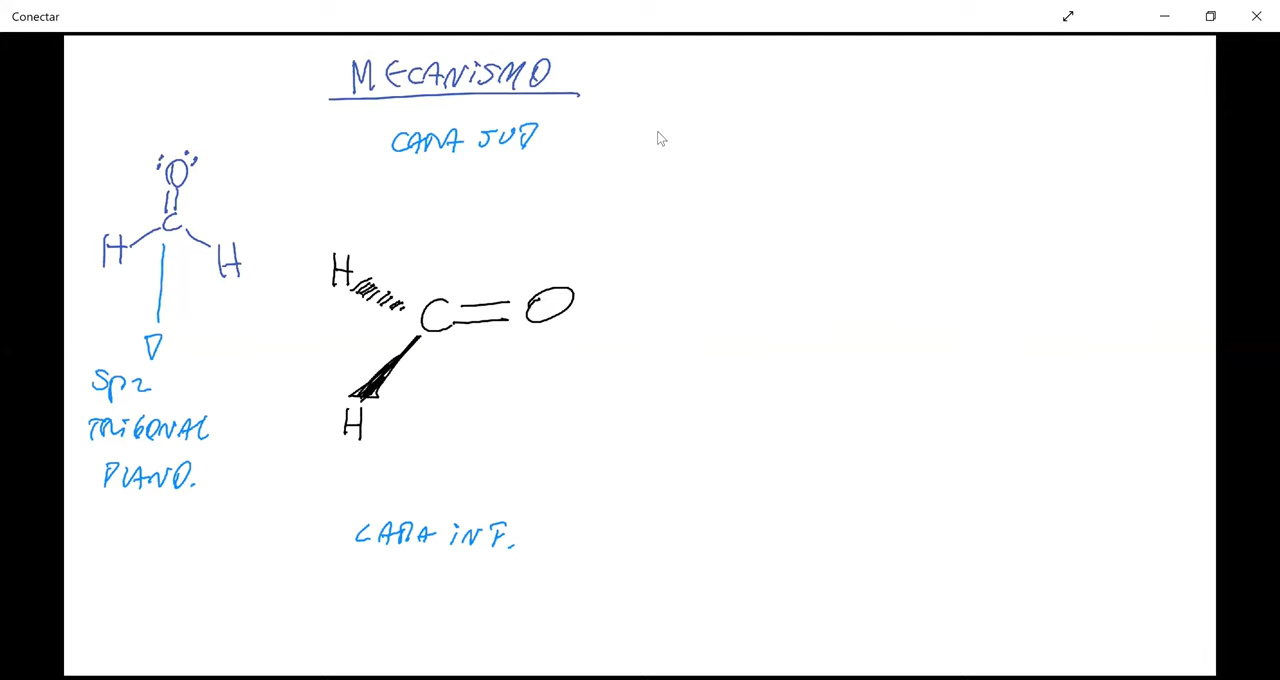 Conectar
MECANISMO
CARA SUP
:O:
C
H H
H
C = O
H
Sp2
TRIGONAL
PLANO.
CARA INF.